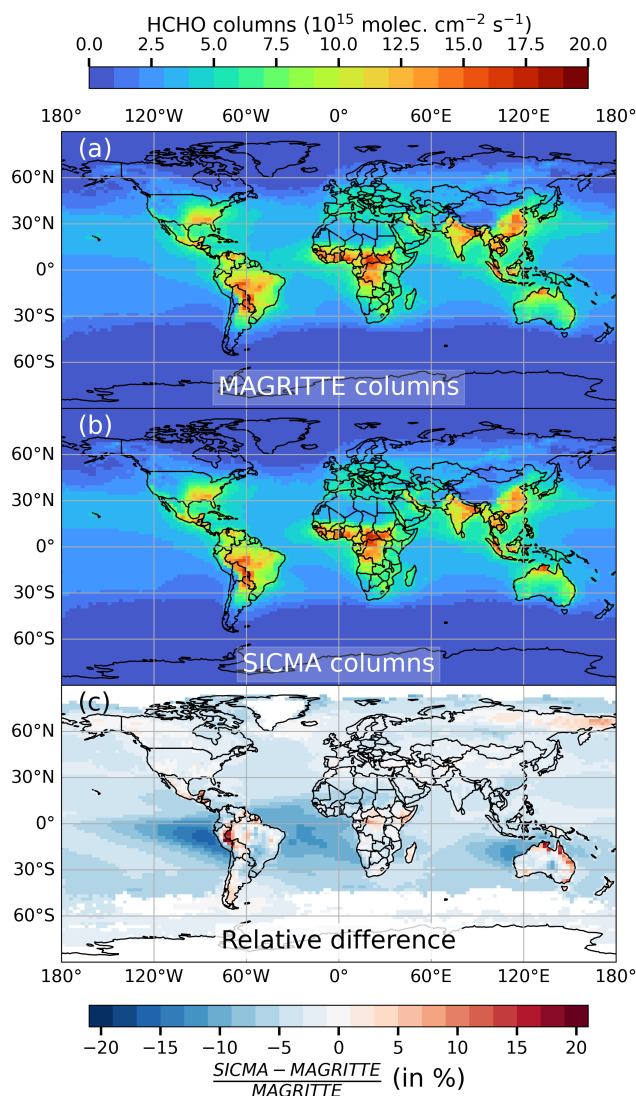 HCHO columns (10¹⁵ molec. cm⁻² s⁻¹)
0.0 2.5 5.0 7.5 10.0 12.5 15.0 17.5 20.0
180° 120°W 60°W 0° 60°E 120°E 180°
(a)
60°N
30°N
0°
30°S
60°S
MAGRITTE columns
(b)
60°N
30°N
0°
30°S
60°S
SICMA columns
(c)
60°N
30°N
0°
30°S
60°S
Relative difference
180° 120°W 60°W 0° 60°E 120°E 180°
−20 −15 −10 −5 0 5 10 15 20
SICMA − MAGRITTE
MAGRITTE (in %)